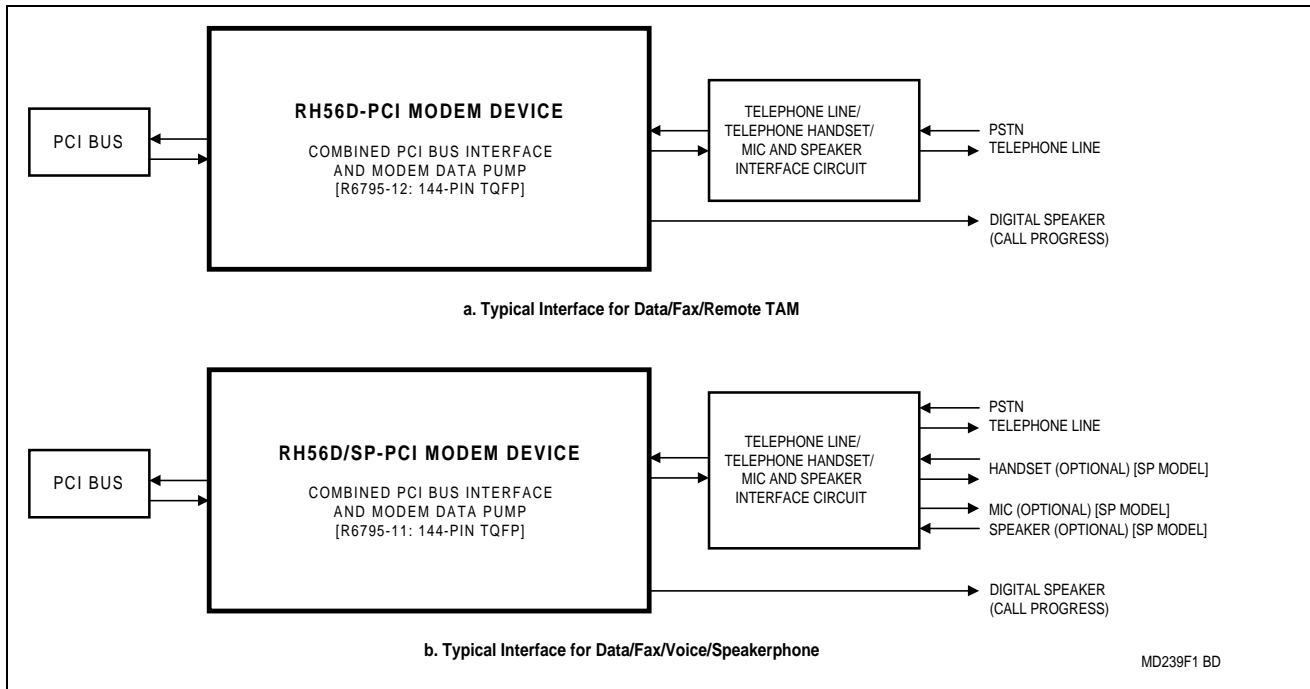 RH56D-PCI MODEM DEVICE
COMBINED PCI BUS INTERFACE
AND MODEM DATA PUMP
[R6795-12: 144-PIN TQFP]
PCI BUS
TELEPHONE LINE/
TELEPHONE HANDSET/
MIC AND SPEAKER
INTERFACE CIRCUIT
PSTN
TELEPHONE LINE
DIGITAL SPEAKER
(CALL PROGRESS)
a. Typical Interface for Data/Fax/Remote TAM
RH56D/SP-PCI MODEM DEVICE
COMBINED PCI BUS INTERFACE
AND MODEM DATA PUMP
[R6795-11: 144-PIN TQFP]
PCI BUS
TELEPHONE LINE/
TELEPHONE HANDSET/
MIC AND SPEAKER
INTERFACE CIRCUIT
PSTN
TELEPHONE LINE
HANDSET (OPTIONAL) [SP MODEL]
MIC (OPTIONAL) [SP MODEL]
SPEAKER (OPTIONAL) [SP MODEL]
DIGITAL SPEAKER
(CALL PROGRESS)
b. Typical Interface for Data/Fax/Voice/Speakerphone
MD239F1 BD